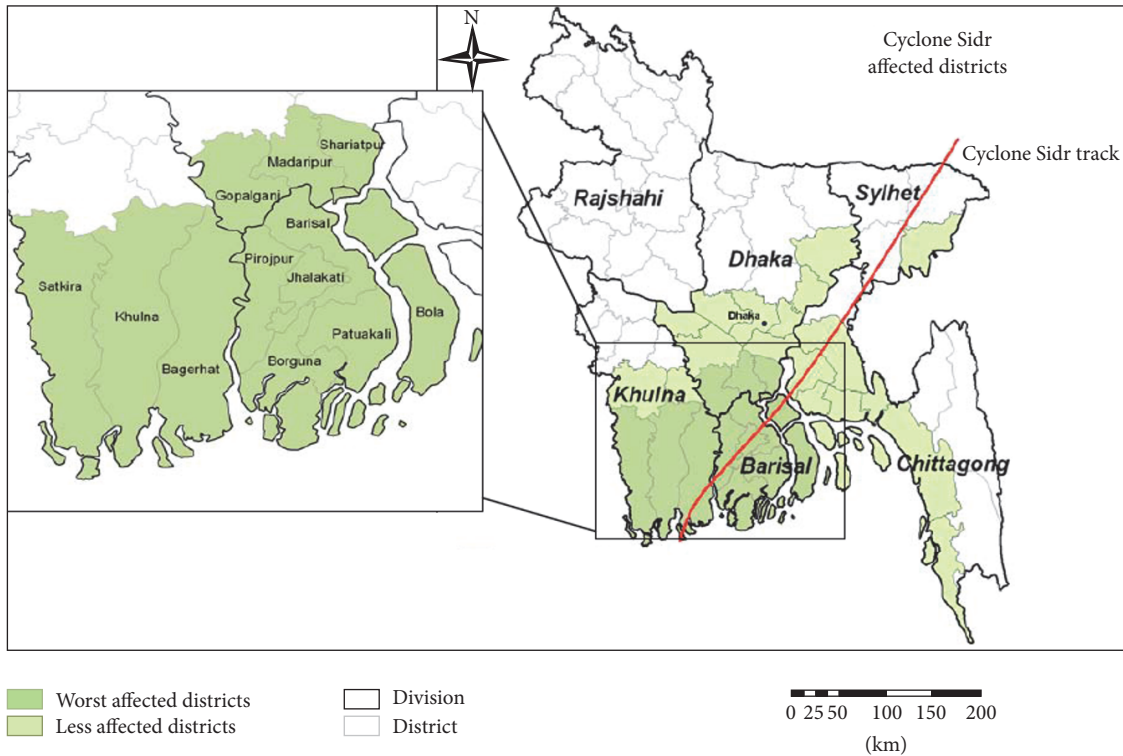 N
Cyclone Sidr
affected districts
Cyclone Sidr track
Shariatpur
Madaripur
Gopalganj
Barisal
Pirojpur
Jhalakati
Satkira
Khulna
Bola
Patuakali
Borguna
Bagerhat
Rajshahi
Sylhet
Dhaka
Dhaka
Khulna
Barisal
Chittagong
Worst affected districts
Less affected districts
Division
District
0 25 50 100 150 200
(km)